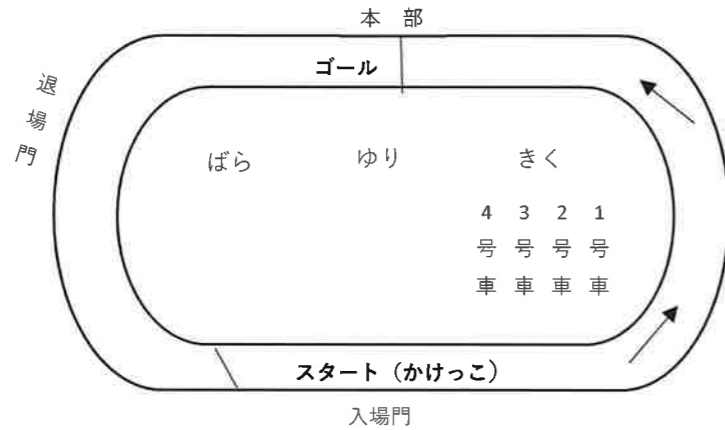 本 部
ゴール
退場門
ばら ゆり きく
4号車 3号車 2号車 1号車
スタート（かけっこ）
入場門